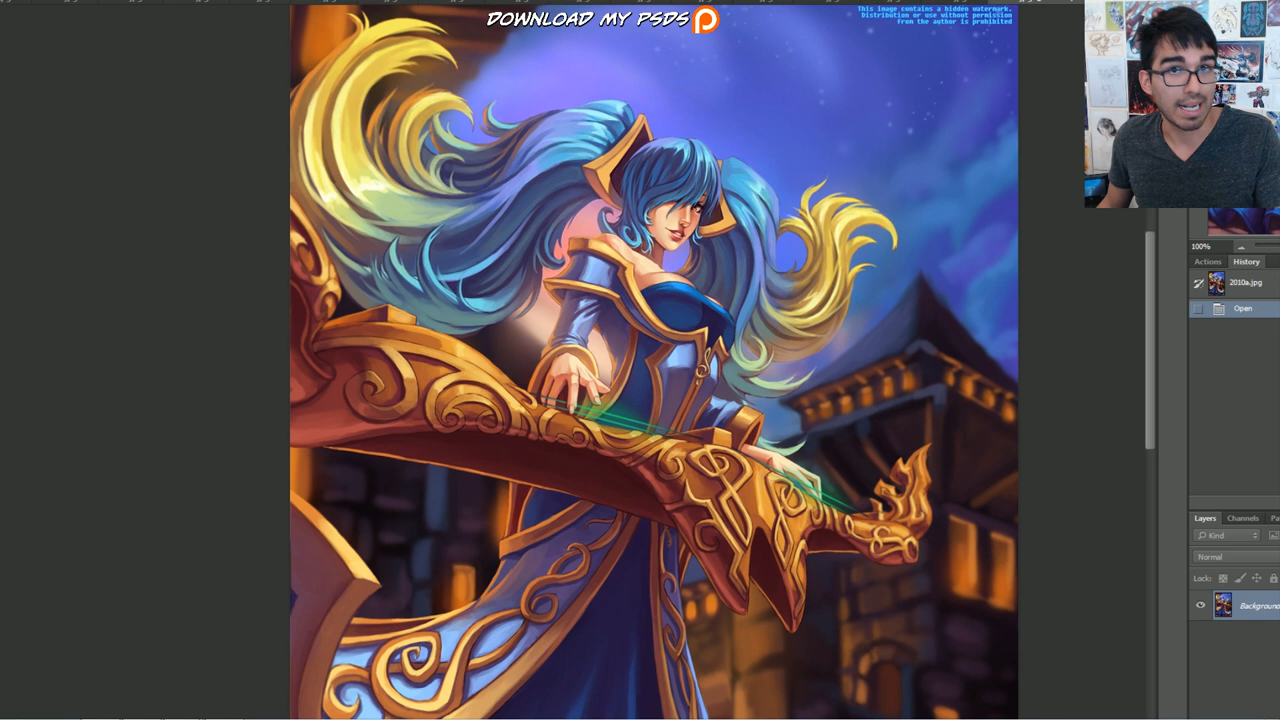 DOWNLOAD MY PSDS
This image contains a hidden watermark.
Distribution or use without permission
from the author is prohibited
100%
Actions
History
2010a.jpg
Open
Layers
Channels
Pa
Kind
Normal
Lock:
Background